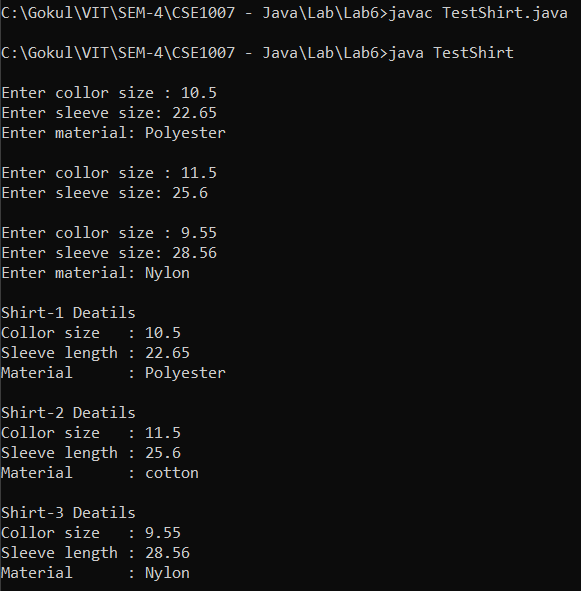 C:\Gokul\VIT\SEM-4\CSE1007 - Java\Lab\Lab6>javac TestShirt.java
C:\Gokul\VIT\SEM-4\CSE1007 - Java\Lab\Lab6>java TestShirt
Enter collor size : 10.5
Enter sleeve size: 22.65
Enter material: Polyester
Enter collor size : 11.5
Enter sleeve size: 25.6
Enter collor size : 9.55
Enter sleeve size: 28.56
Enter material: Nylon
Shirt-1 Deatils
Collor size   : 10.5
Sleeve length : 22.65
Material      : Polyester
Shirt-2 Deatils
Collor size   : 11.5
Sleeve length : 25.6
Material      : cotton
Shirt-3 Deatils
Collor size   : 9.55
Sleeve length : 28.56
Material      : Nylon